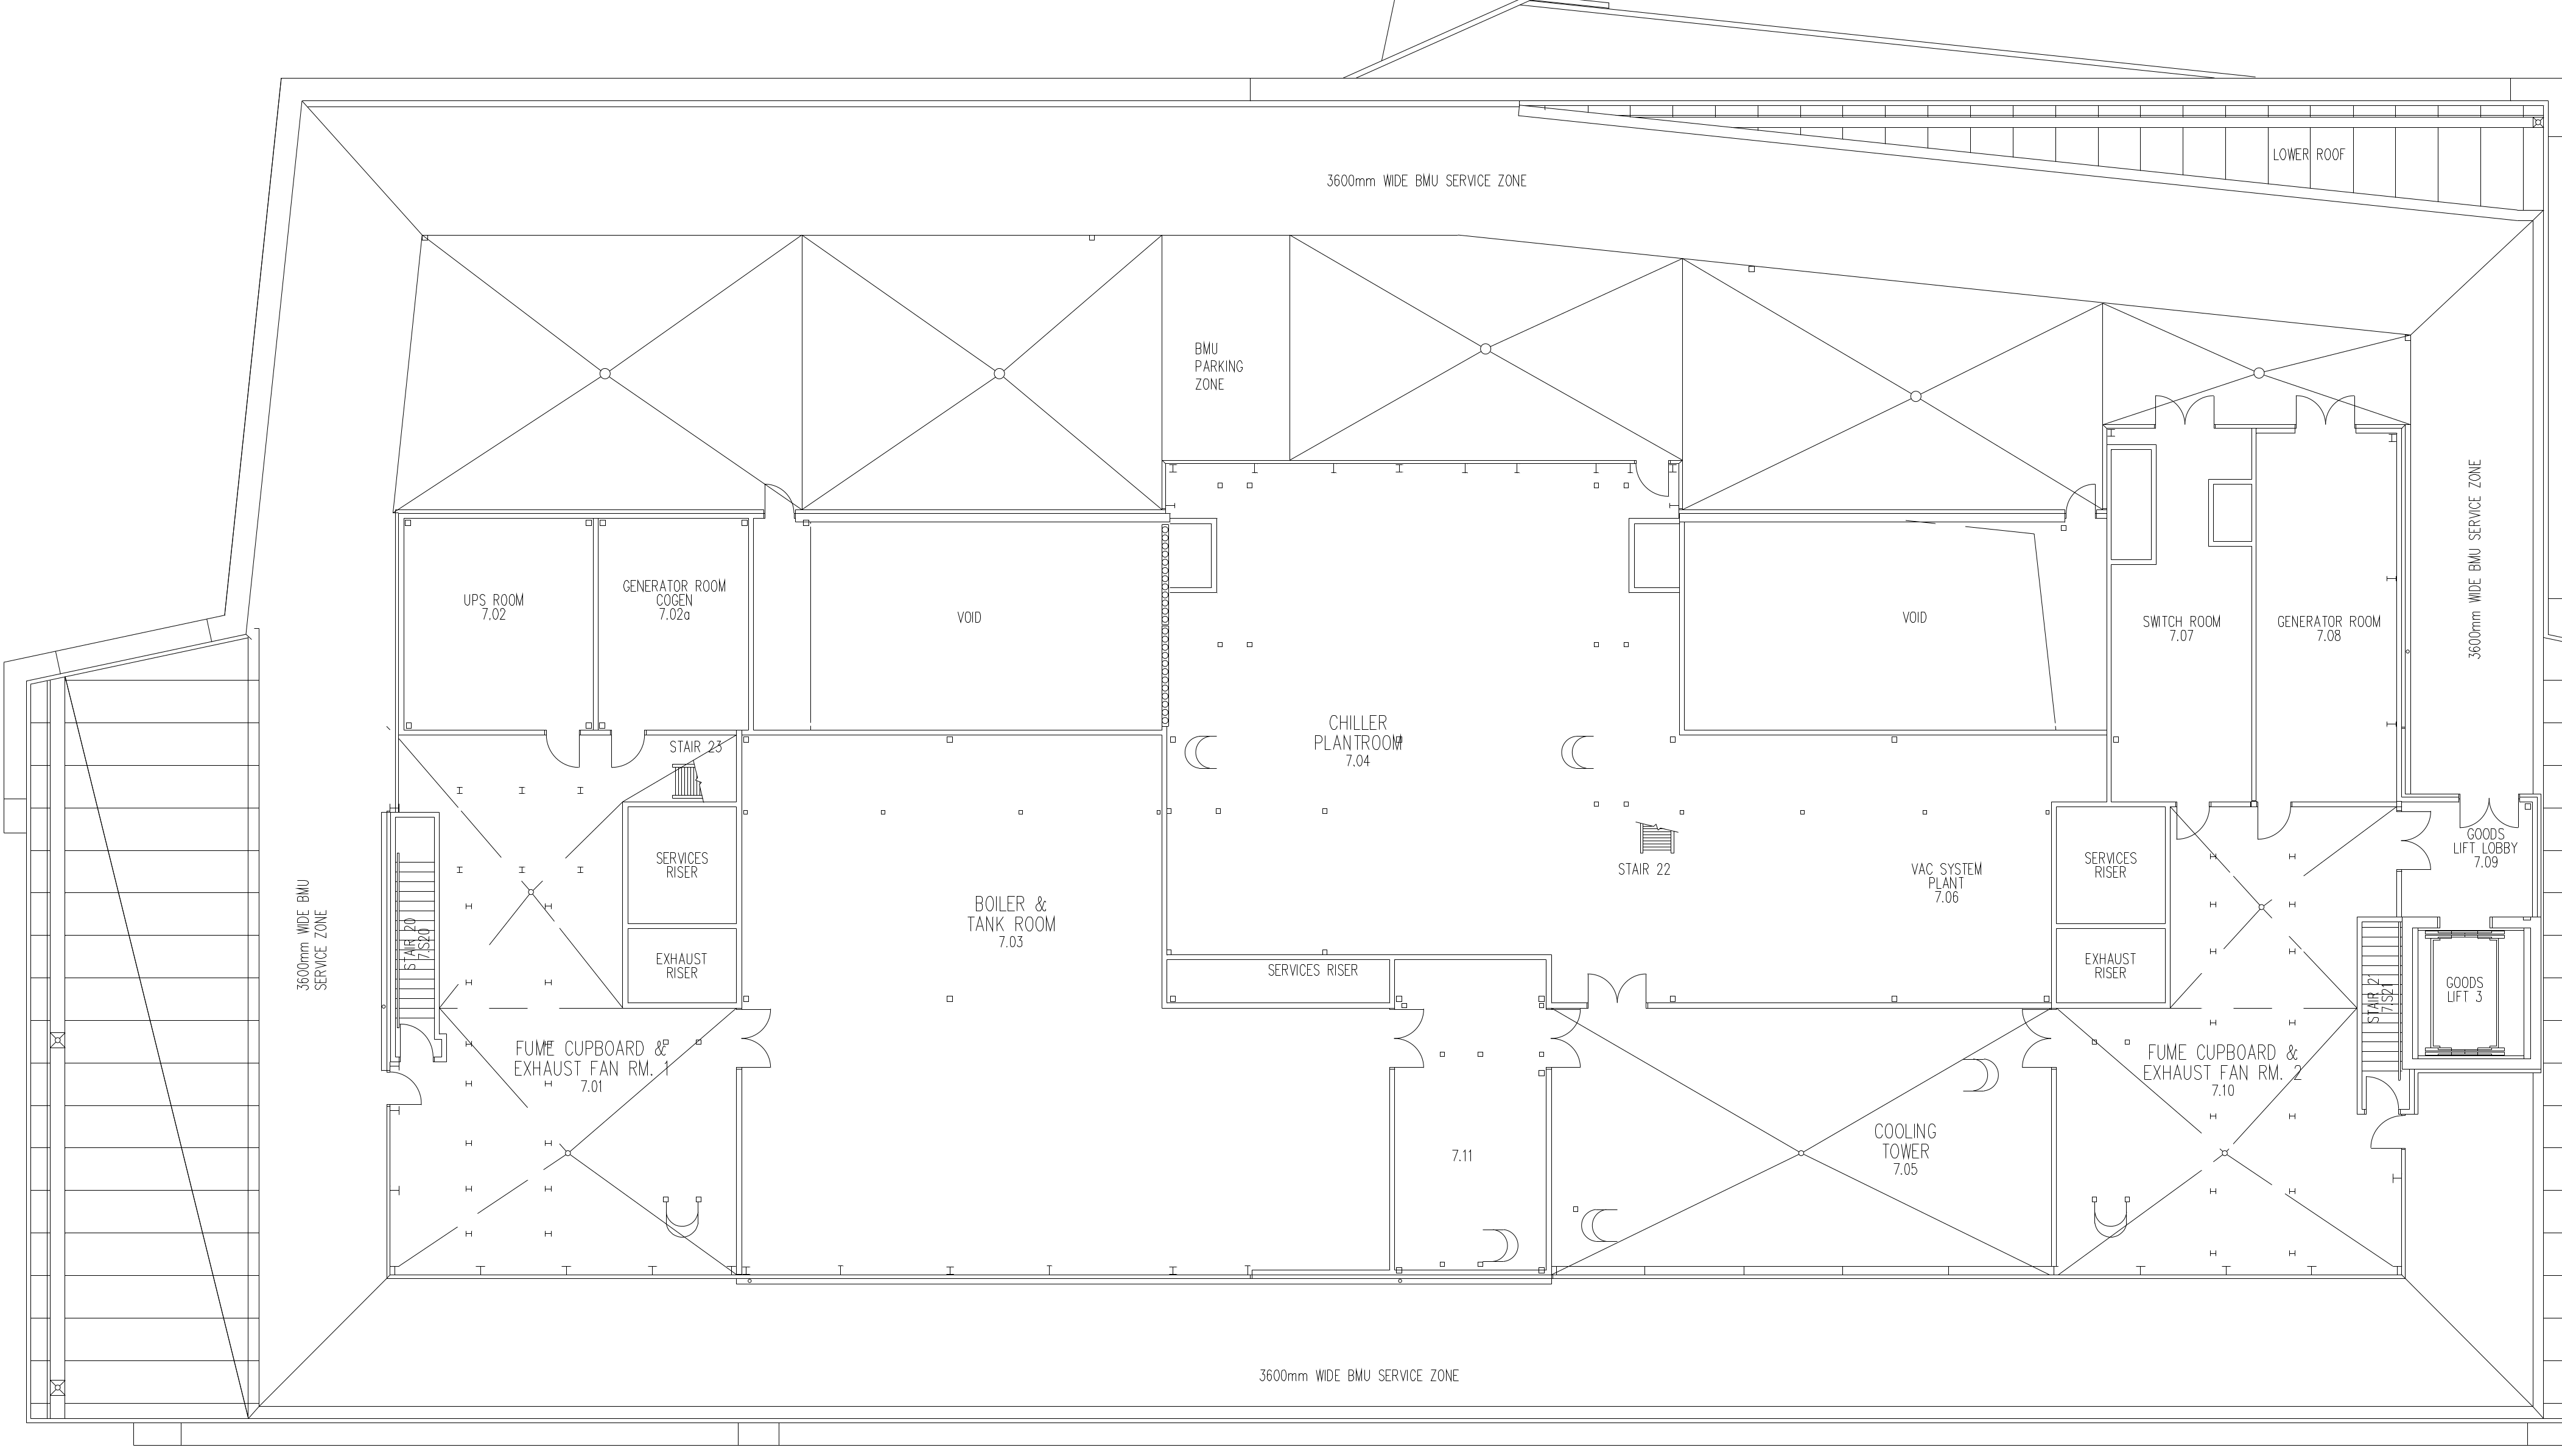 LOWER ROOF
3600mm WIDE BMU SERVICE ZONE
BMU
PARKING
ZONE
3600mm WIDE BMU SERVICE ZONE
UPS ROOM
7.02
GENERATOR ROOM
COGEN
7.02a
VOID
VOID
SWITCH ROOM
7.07
GENERATOR ROOM
7.08
STAIR 23
CHILLER
PLANTROOM
7.04
SERVICES
RISER
STAIR 22
VAC SYSTEM
PLANT
7.06
SERVICES
RISER
GOODS
LIFT LOBBY
7.09
3600mm WIDE BMU
SERVICE ZONE
STAIR 20
7.S20
BOILER &
TANK ROOM
7.03
EXHAUST
RISER
SERVICES RISER
EXHAUST
RISER
STAIR 21
7.S21
GOODS
LIFT 3
FUME CUPBOARD &
EXHAUST FAN RM. 1
7.01
FUME CUPBOARD &
EXHAUST FAN RM. 2
7.10
7.11
COOLING
TOWER
7.05
3600mm WIDE BMU SERVICE ZONE